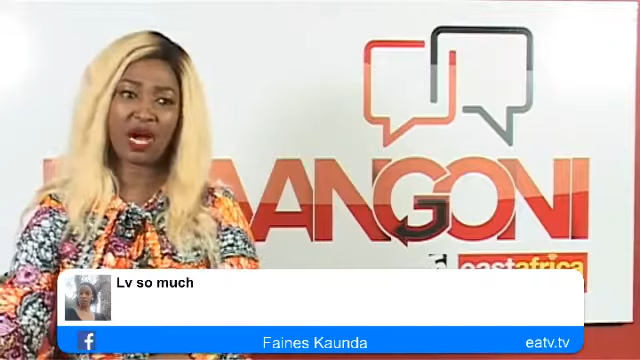 AANGONI
eastafrica
Lv so much
Faines Kaunda
eatv.tv